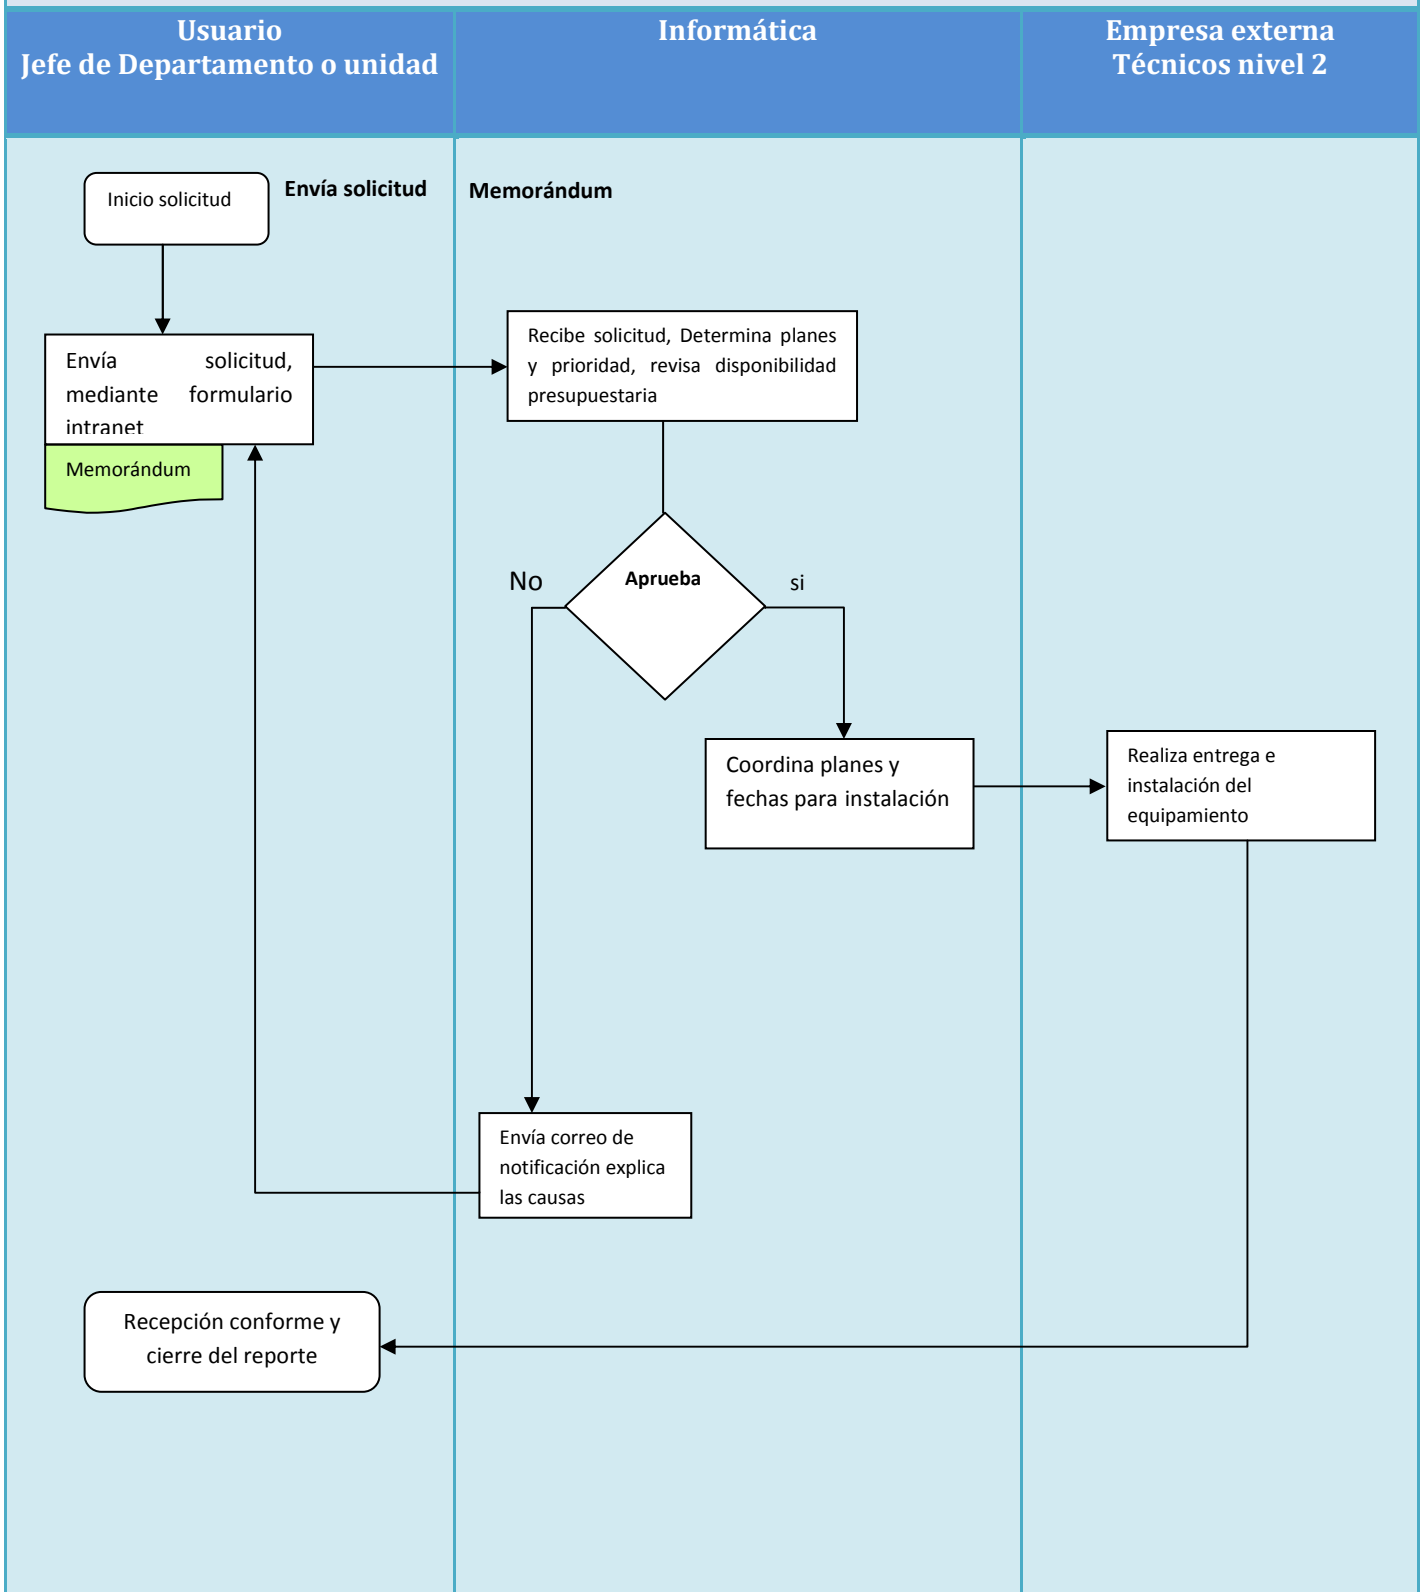 Usuario
Jefe de Departamento o unidad
Informática
Empresa externa
Técnicos nivel 2
Inicio solicitud
Envía solicitud
Memorándum
Envía solicitud,
mediante formulario
intranet
Memorándum
Recibe solicitud, Determina planes
y prioridad, revisa disponibilidad
presupuestaria
No
Aprueba
si
Coordina planes y
fechas para instalación
Realiza entrega e
instalación del
equipamiento
Envía correo de
notificación explica
las causas
Recepción conforme y
cierre del reporte